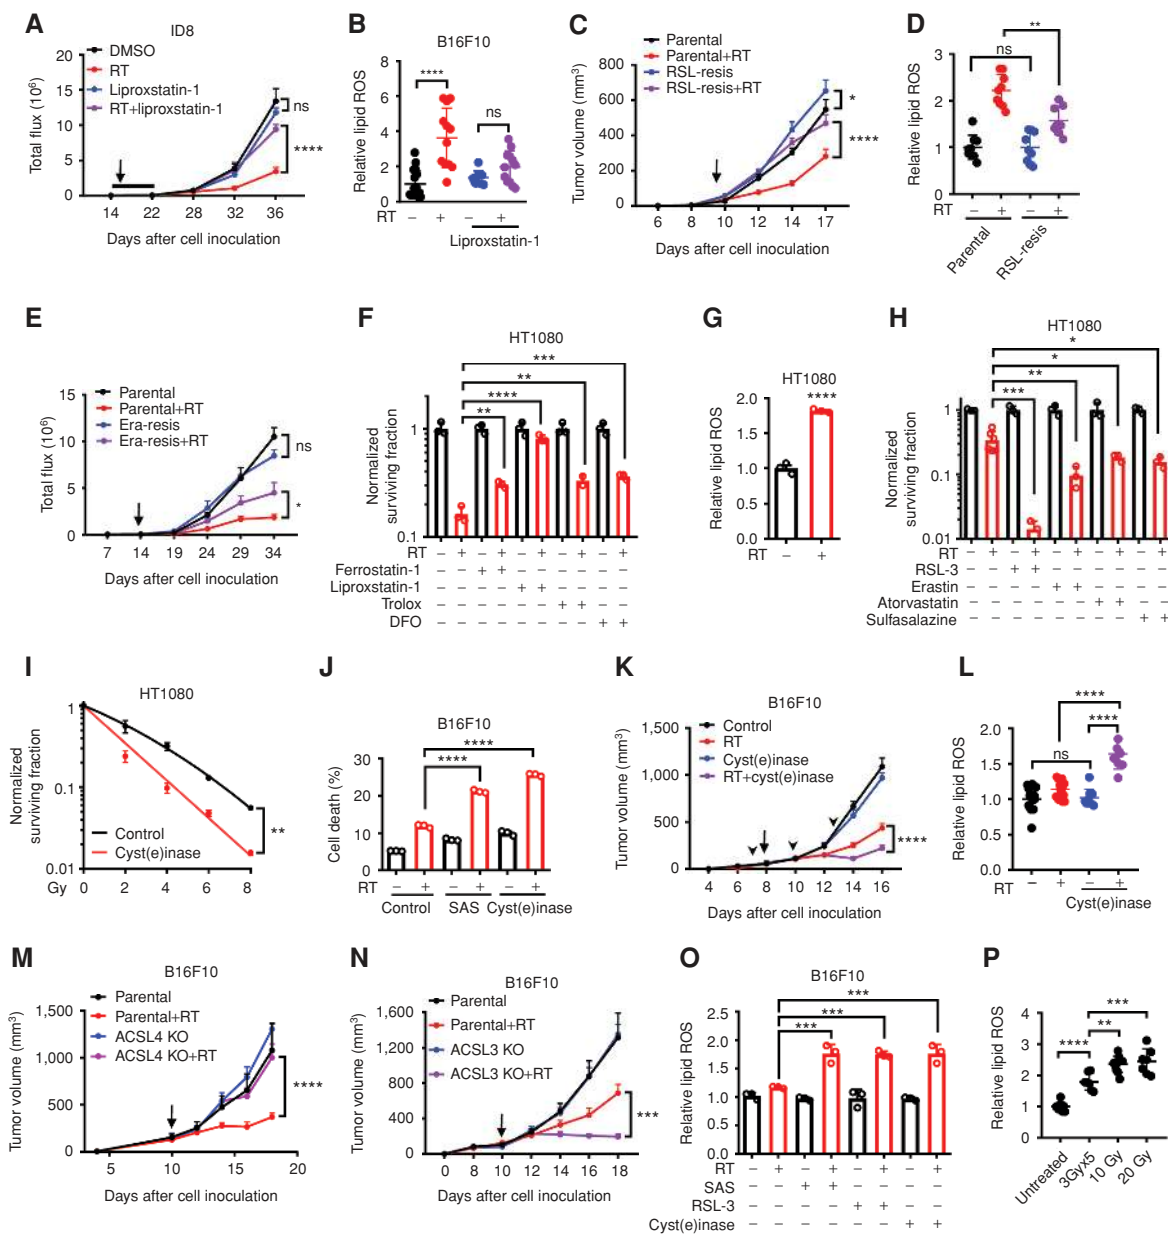 A
ID8
DMSO
RT
Liproxstatin-1
RT+liproxstatin-1
Total flux (10⁶)
20
15
10
5
0
ns
****
14 22 28 32 36
Days after cell inoculation
B
B16F10
Relative lipid ROS
8
6
4
2
0
****
ns
RT – + – +
Liproxstatin-1
C
Parental
Parental+RT
RSL-resis
RSL-resis+RT
Tumor volume (mm³)
800
600
400
200
0
*
****
6 8 10 12 14 17
Days after cell inoculation
D
Relative lipid ROS
3
2
1
0
**
ns
RT – + – +
Parental
RSL-resis
E
Parental
Parental+RT
Era-resis
Era-resis+RT
Total flux (10⁶)
15
10
5
0
ns
*
7 14 19 24 29 34
Days after cell inoculation
F
HT1080
Normalized
surviving fraction
1
0.1
***
**
****
**
RT – + – + – + – + – +
Ferrostatin-1 – – + + – – – – – –
Liproxstatin-1 – – – – + + – – – –
Trolox – – – – – – + + – –
DFO – – – – – – – – + +
G
HT1080
****
Relative lipid ROS
2.0
1.5
1.0
0.5
0
RT – +
H
HT1080
Normalized
surviving fraction
1
0.1
0.01
*
*
**
***
RT – + – + – + – + – +
RSL-3 – – + + – – – – – –
Erastin – – – – + + – – – –
Atorvastatin – – – – – – + + – –
Sulfasalazine – – – – – – – – + +
I
HT1080
Normalized
surviving fraction
1
0.1
0.01
Control
Cyst(e)inase
**
Gy 0 2 4 6 8
J
B16F10
Cell death (%)
30
20
10
0
****
****
RT – + – + – +
Control SAS Cyst(e)inase
K
B16F10
Control
RT
Cyst(e)inase
RT+cyst(e)inase
Tumor volume (mm³)
1,500
1,000
500
0
****
4 6 8 10 12 14 16
Days after cell inoculation
L
Relative lipid ROS
2.0
1.5
1.0
0.5
0
****
****
ns
RT – + – +
Cyst(e)inase
M
B16F10
Parental
Parental+RT
ACSL4 KO
ACSL4 KO+RT
Tumor volume (mm³)
1,500
1,000
500
0
****
5 10 15 20
Days after cell inoculation
N
B16F10
Parental
Parental+RT
ACSL3 KO
ACSL3 KO+RT
Tumor volume (mm³)
1,600
1,200
800
400
0
***
0 8 10 12 14 16 18
Days after cell inoculation
O
B16F10
Relative lipid ROS
2.5
2.0
1.5
1.0
0.5
0
***
***
***
RT – + – + – + – +
SAS – – + + – – – –
RSL-3 – – – – + + – –
Cyst(e)inase – – – – – – + +
P
Relative lipid ROS
4
3
2
1
0
***
**
****
Untreated
3Gyx5
10 Gy
20 Gy